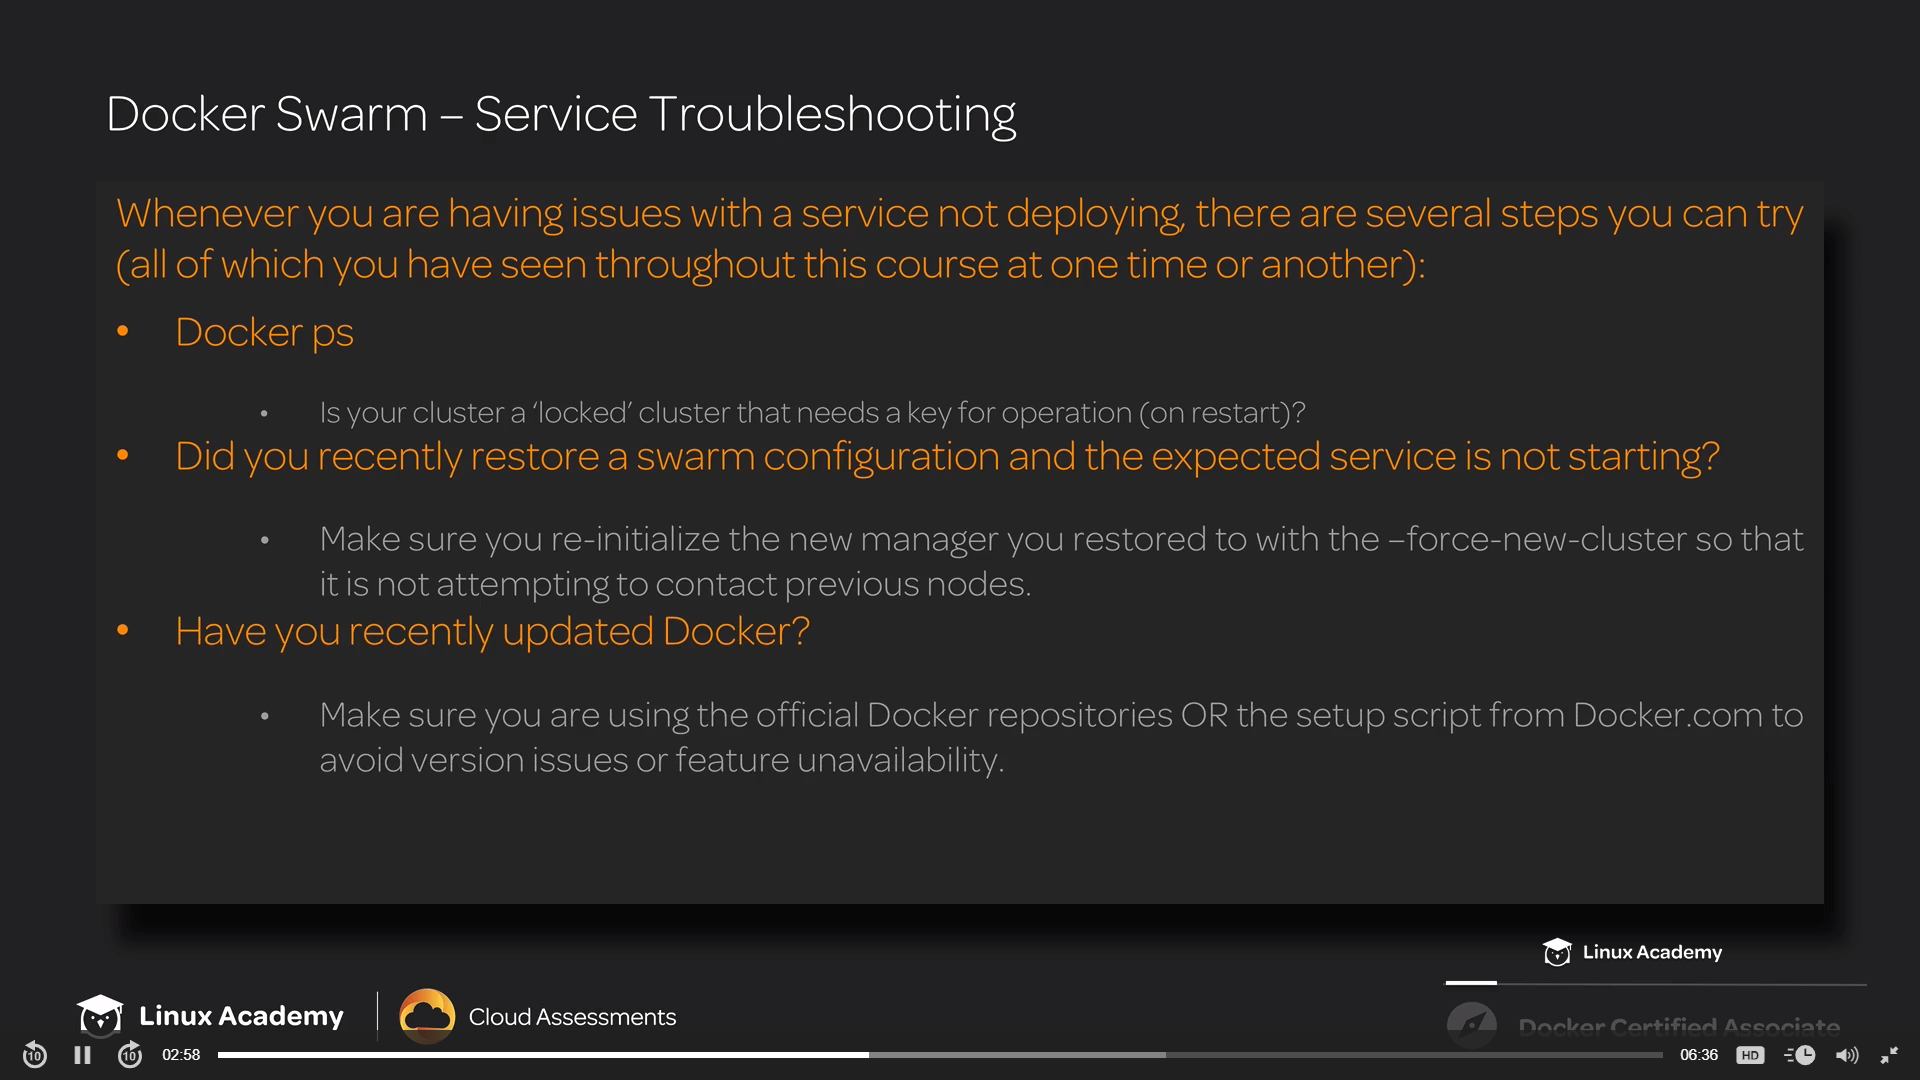 Docker Swarm – Service Troubleshooting
Whenever you are having issues with a service not deploying, there are several steps you can try
(all of which you have seen throughout this course at one time or another):
• Docker ps
• Is your cluster a ‘locked’ cluster that needs a key for operation (on restart)?
• Did you recently restore a swarm configuration and the expected service is not starting?
• Make sure you re-initialize the new manager you restored to with the –force-new-cluster so that
it is not attempting to contact previous nodes.
• Have you recently updated Docker?
• Make sure you are using the official Docker repositories OR the setup script from Docker.com to
avoid version issues or feature unavailability.
Linux Academy
Linux Academy
Cloud Assessments
Docker Certified Associate
10
10
02:58
06:36
HD